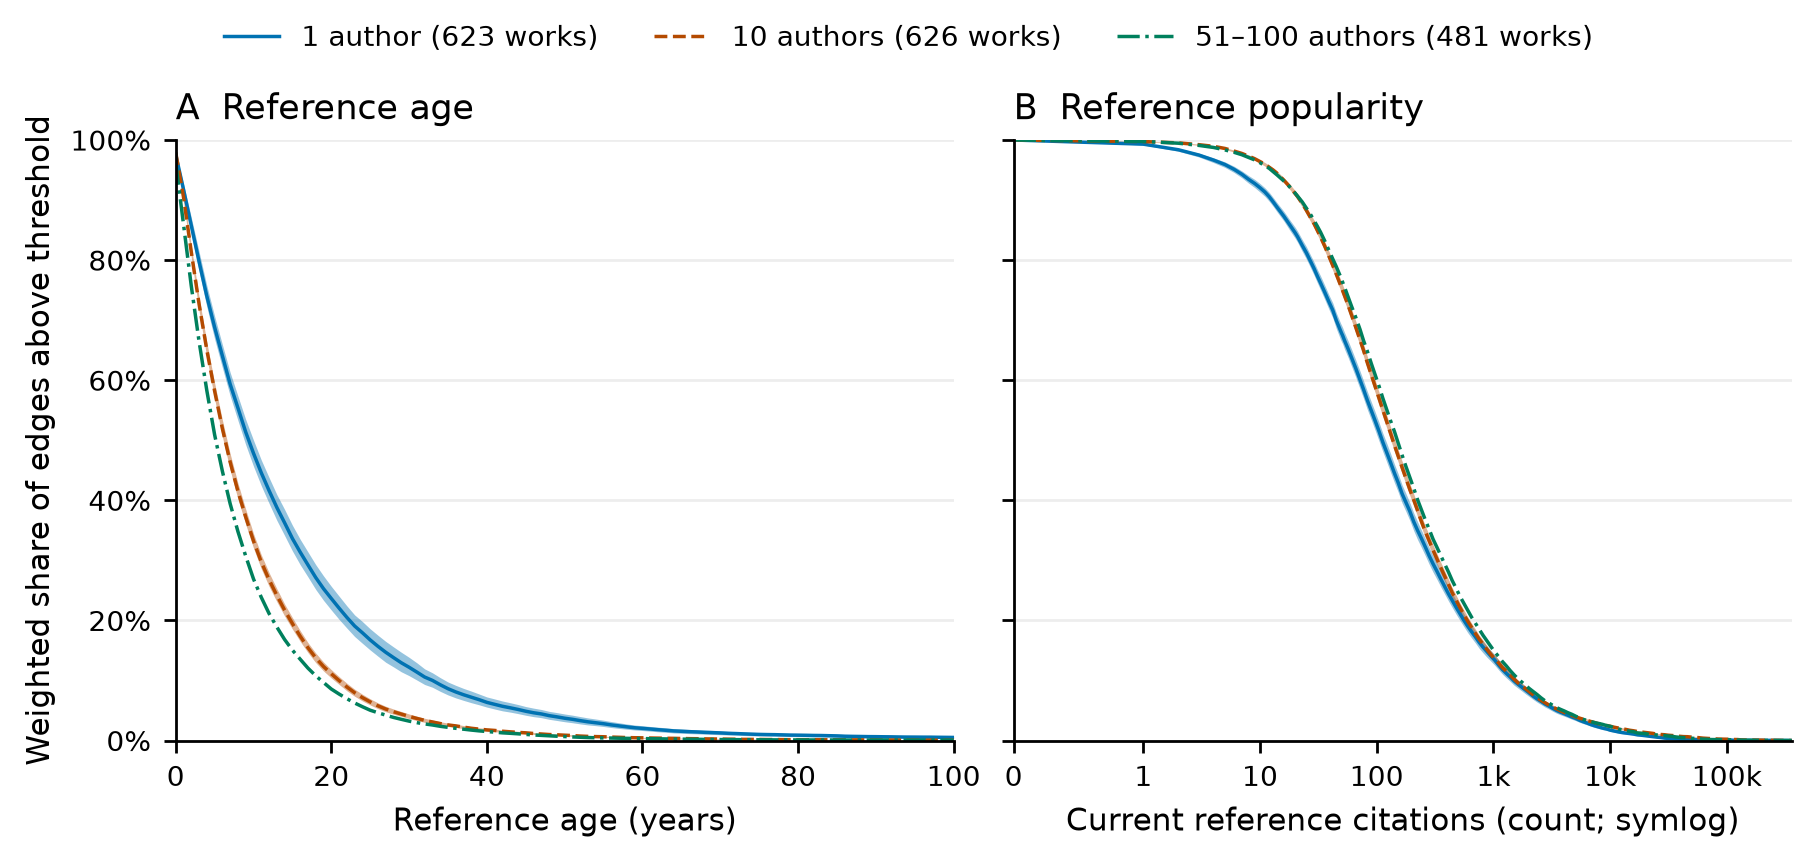 1 author (623 works)
10 authors (626 works)
51–100 authors (481 works)
A Reference age
B Reference popularity
Weighted share of edges above threshold
100%
80%
60%
40%
20%
0%
0 20 40 60 80 100
0 1 10 100 1k 10k 100k
Reference age (years)
Current reference citations (count; symlog)